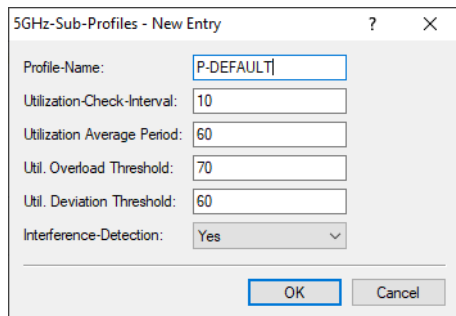 5GHz-Sub-Profiles - New Entry ?
Profile-Name: P-DEFAULT
Utilization-Check-Interval: 10
Utilization Average Period: 60
Util. Overload Threshold: 70
Util. Deviation Threshold: 60
Interference-Detection: Yes
OK Cancel